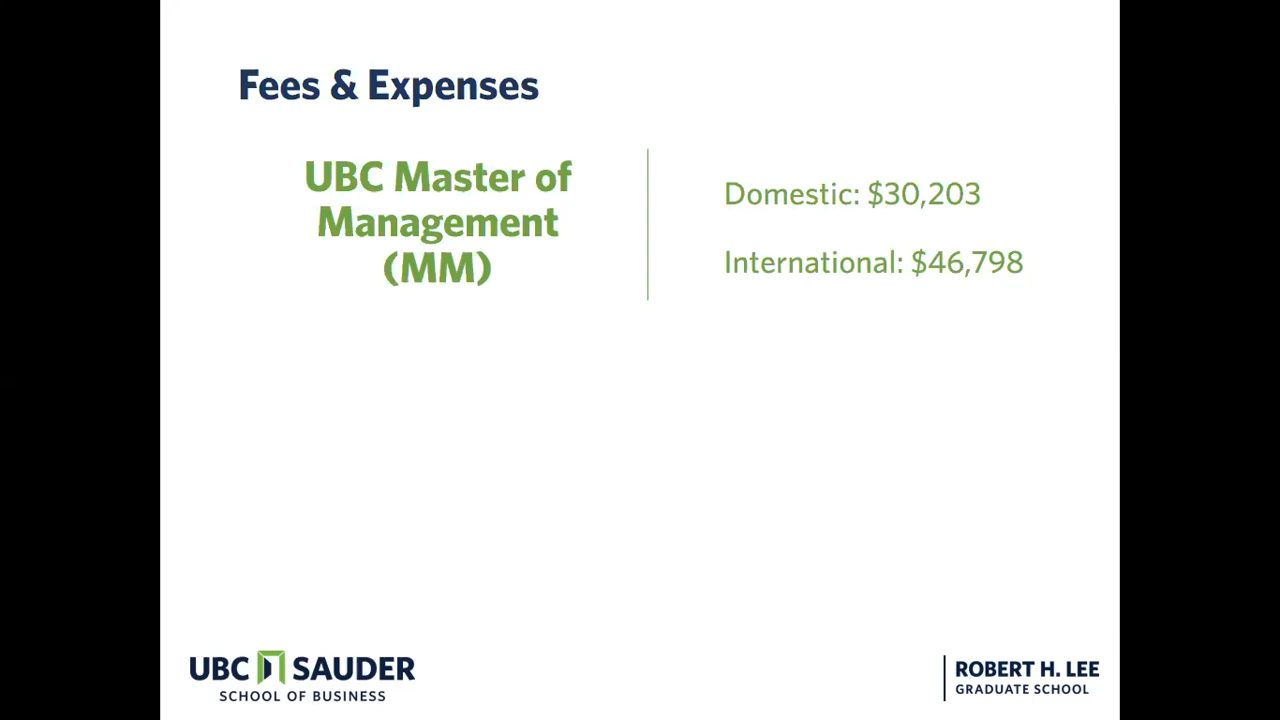 Fees & Expenses
UBC Master of
Management
(MM)
Domestic: $30,203
International: $46,798
UBC SAUDER
SCHOOL OF BUSINESS
ROBERT H. LEE
GRADUATE SCHOOL